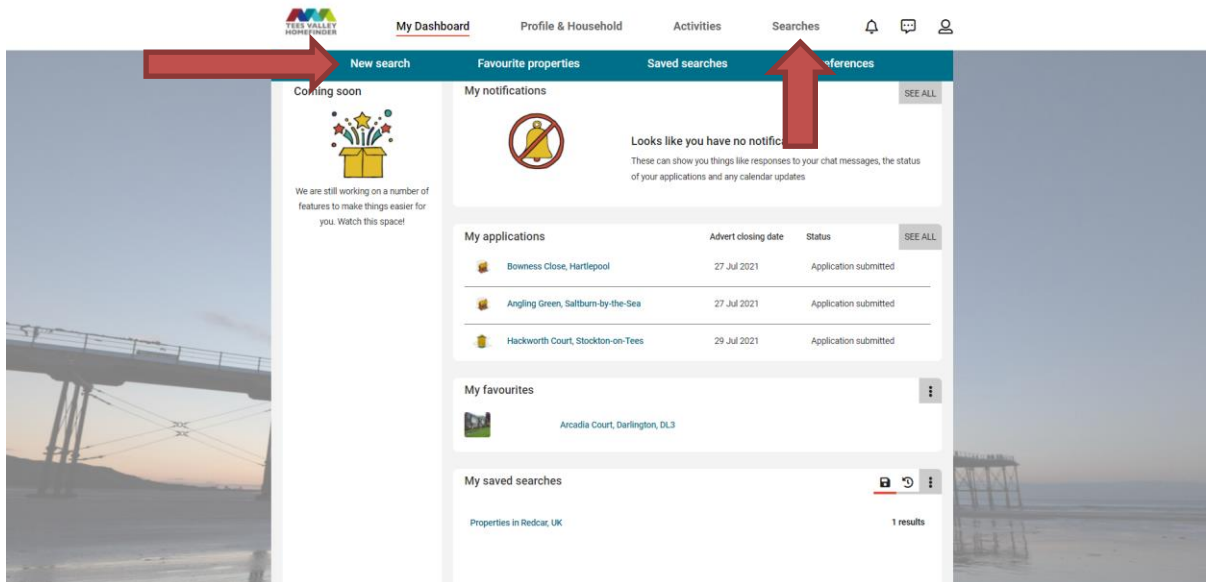 TEES VALLEY
HOMEFINDER
My Dashboard
Profile & Household
Activities
Searches
New search
Favourite properties
Saved searches
Coming soon
We are still working on a number of
features to make things easier for
you. Watch this space!
My notifications
SEE ALL
Looks like you have no
These can show you things like responses to your chat messages, the status
of your applications and any calendar updates
My applications
Advert closing date
Status
SEE ALL
Bowness Close, Hartlepool
27 Jul 2021
Application submitted
Angling Green, Saltburn-by-the-Sea
27 Jul 2021
Application submitted
Hackworth Court, Stockton-on-Tees
29 Jul 2021
Application submitted
My favourites
Arcadia Court, Darlington, DL3
My saved searches
Properties in Redcar, UK
1 results